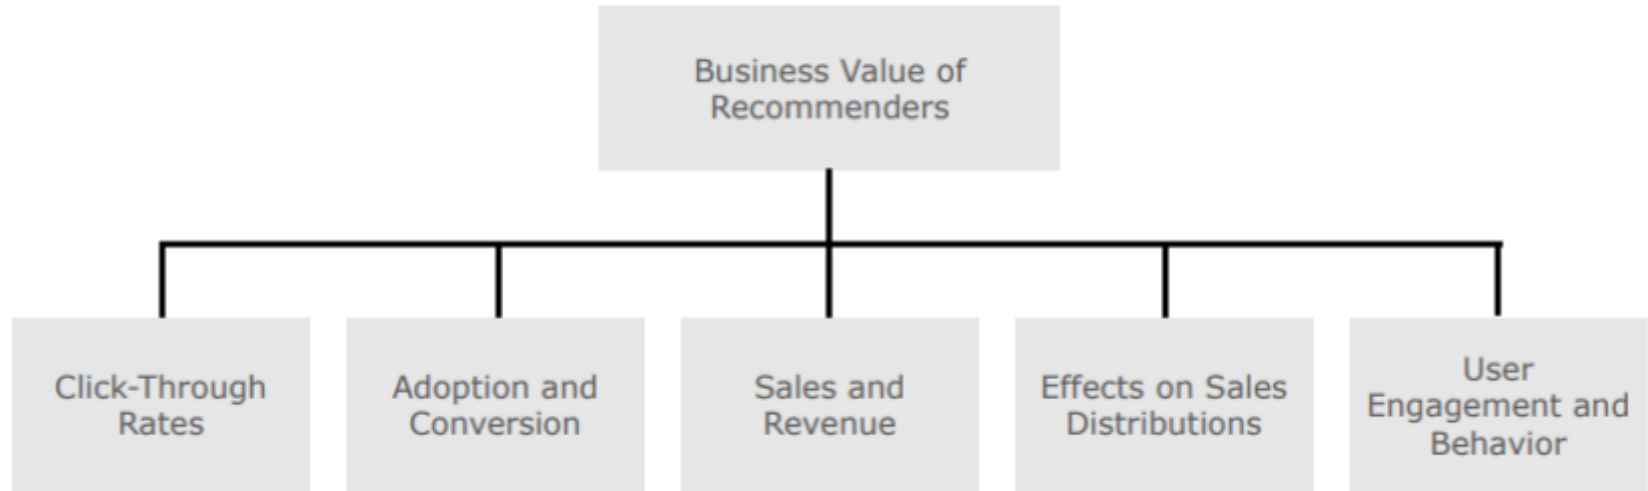 Business Value of
Recommenders
Click-Through
Rates
Adoption and
Conversion
Sales and
Revenue
Effects on Sales
Distributions
User
Engagement and
Behavior